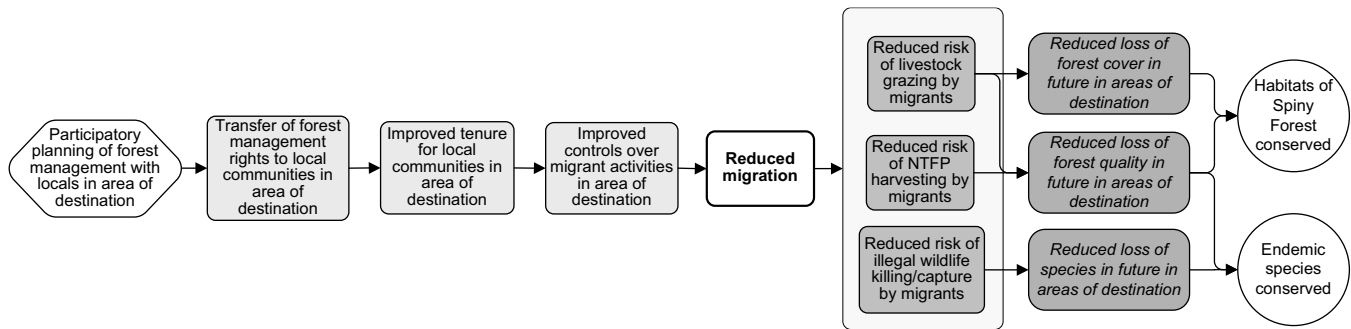 Participatory
planning of forest
management with
locals in area of
destination
Transfer of forest
management
rights to local
communities in
area of
destination
Improved tenure
for local
communities in
area of
destination
Improved
controls over
migrant activities
in area of
destination
Reduced
migration
Reduced risk
of livestock
grazing by
migrants
Reduced risk
of NTFP
harvesting by
migrants
Reduced risk of
illegal wildlife
killing/capture
by migrants
Reduced loss of
forest cover in
future in areas of
destination
Reduced loss of
forest quality in
future in areas of
destination
Reduced loss of
species in future in
areas of destination
Habitats of
Spiny
Forest
conserved
Endemic
species
conserved